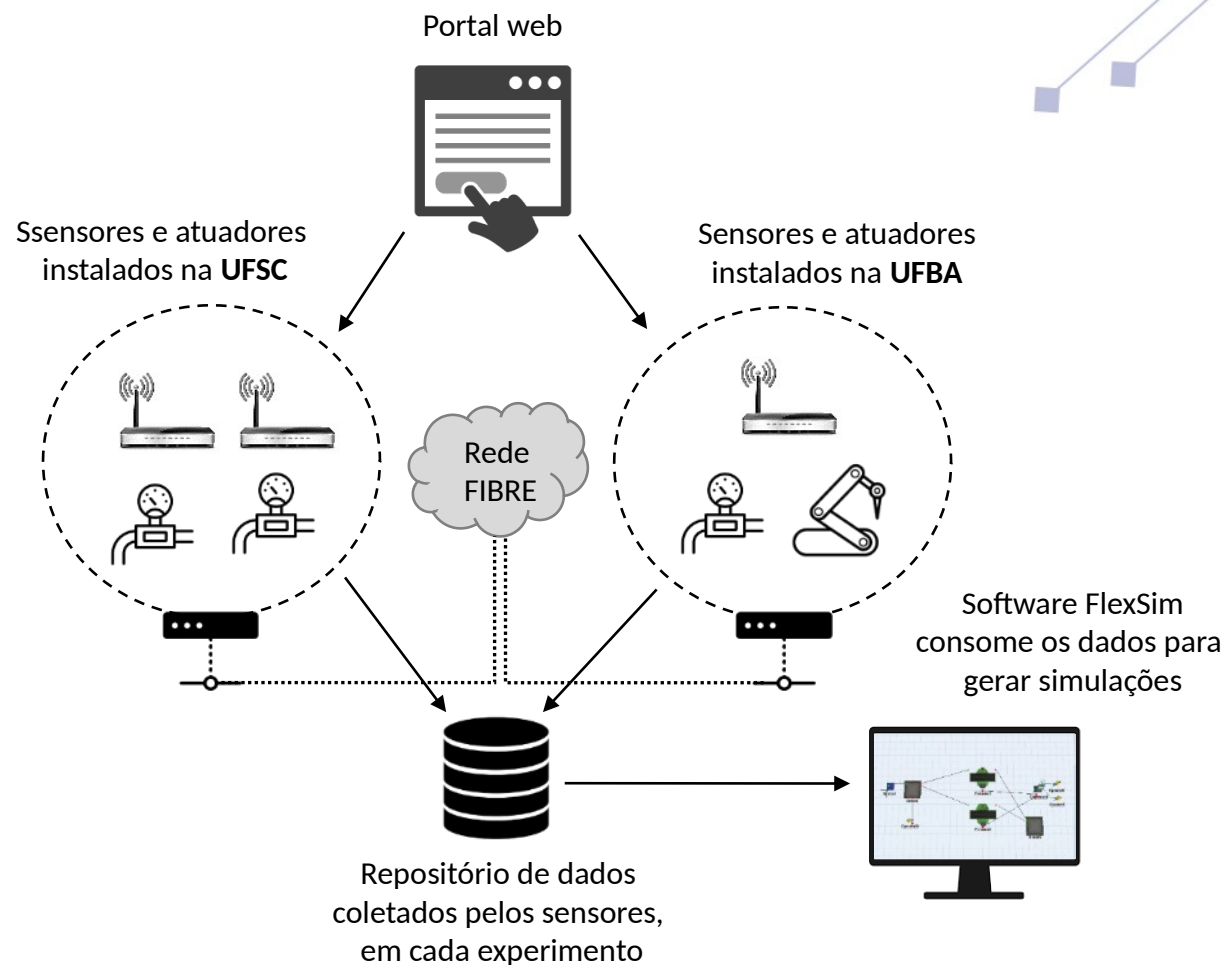 Portal web
Ssensores e atuadores
instalados na UFSC
Sensores e atuadores
instalados na UFBA
Rede
FIBRE
Software FlexSim
consome os dados para
gerar simulações
Repositório de dados
coletados pelos sensores,
em cada experimento